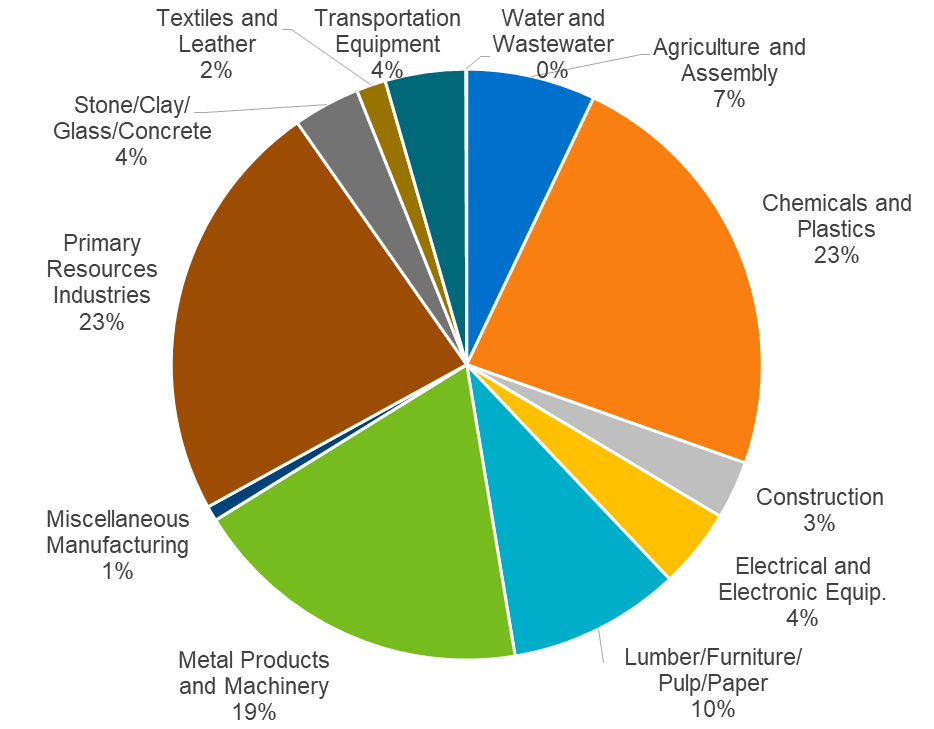 Textiles and
Leather
2%
Transportation
Equipment
4%
Water and
Wastewater
0%
Agriculture and
Assembly
7%
Stone/Clay/
Glass/Concrete
4%
Chemicals and
Plastics
23%
Primary
Resources
Industries
23%
Construction
3%
Miscellaneous
Manufacturing
1%
Electrical and
Electronic Equip.
4%
Metal Products
and Machinery
19%
Lumber/Furniture/
Pulp/Paper
10%